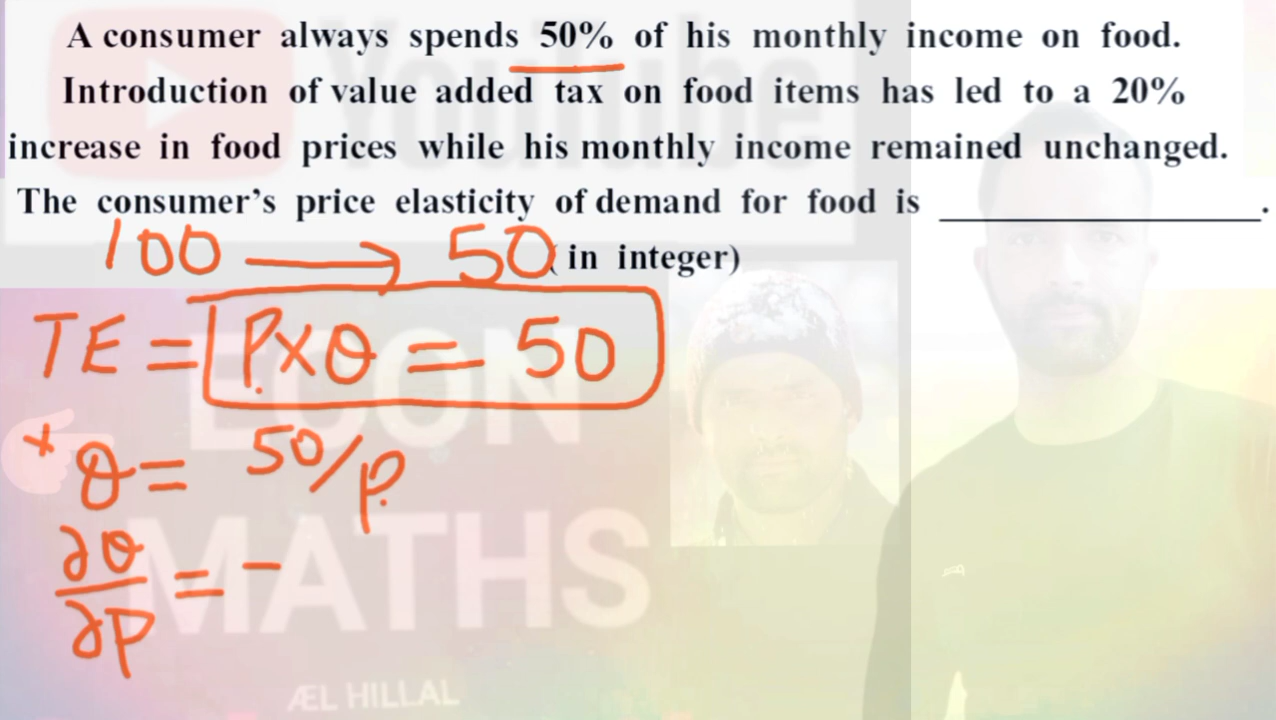 A consumer always spends 50% of his monthly income on food.
Introduction of value added tax on food items has led to a 20%
increase in food prices while his monthly income remained unchanged.
The consumer’s price elasticity of demand for food is ____________________.
( in integer)
100 → 50
TE = P×Q = 50
* Q = 50/P
∂Q/∂P = -
YouTube
ECON
MATHS
ÆL HILLAL